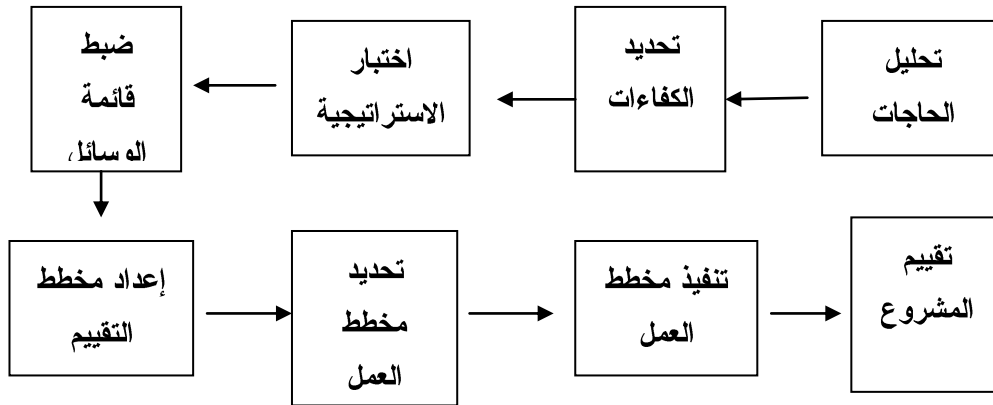 تحليل
الحاجات
تحديد
الكفاءات
اختبار
الاستراتيجية
ضبط
قائمة
الوسائل
إعداد مخطط
التقييم
تحديد
مخطط
العمل
تنفيذ مخطط
العمل
تقييم
المشروع